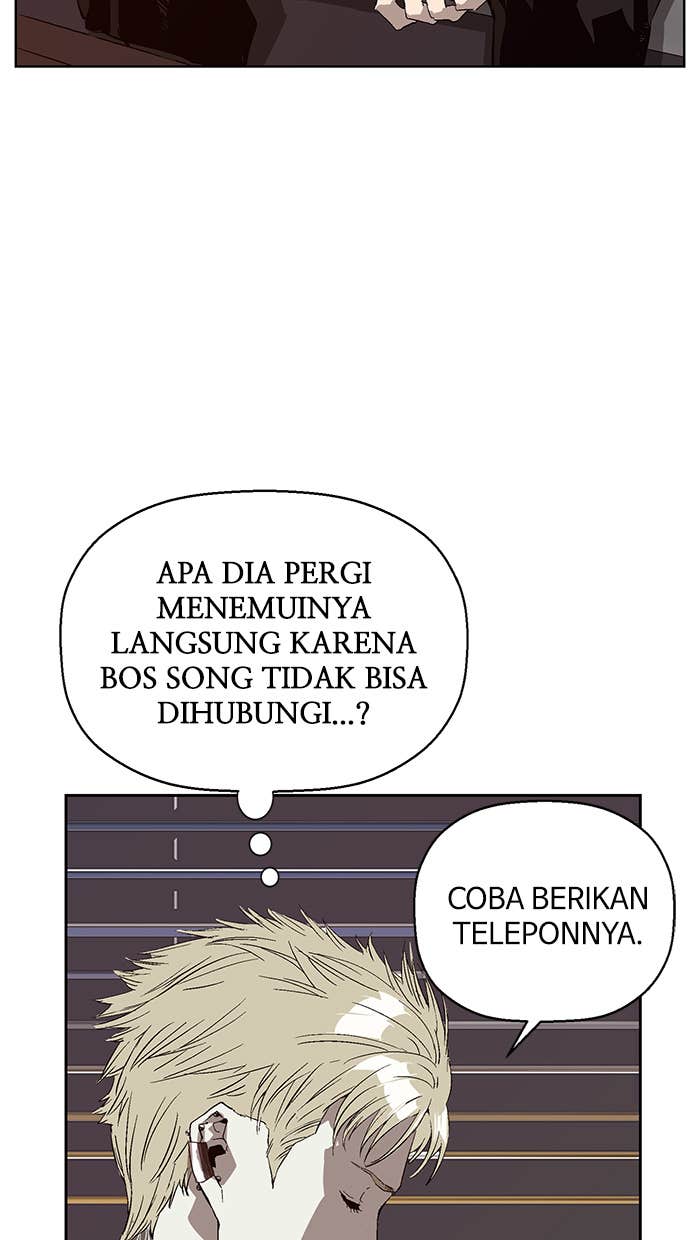 APA DIA PERGI
MENEMUINYA
LANGSUNG KARENA
BOS SONG TIDAK BISA
DIHUBUNGI...?
COBA BERIKAN
TELEPONNYA.